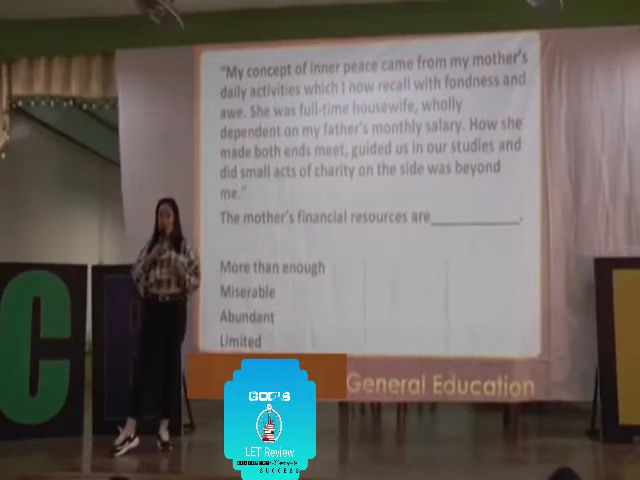 "My concept of inner peace came from my mother's
daily activities which I now recall with fondness and
awe. She was full-time housewife, wholly
dependent on my father's monthly salary. How she
made both ends meet, guided us in our studies and
did small acts of charity on the side was beyond
me."
The mother's financial resources are____________.
More than enough
Miserable
Abundant
Limited
General Education
C
LET Review
SUCCESS